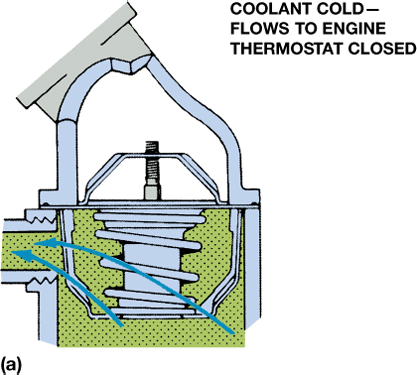 COOLANT COLD—
FLOWS TO ENGINE
THERMOSTAT CLOSED
(a)